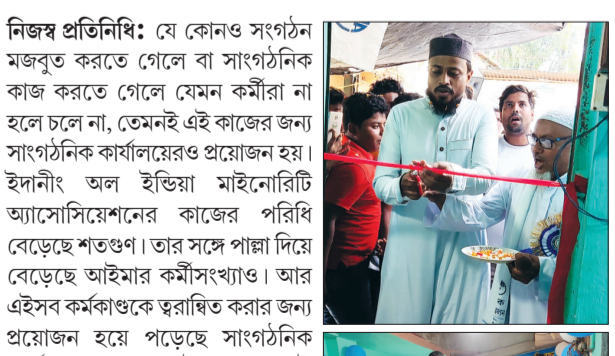 নিজস্ব প্রতিনিধি: যে কোনও সংগঠন
মজবুত করতে গেলে বা সাংগঠনিক
কাজ করতে গেলে যেমন কর্মীরা না
হলে চলে না, তেমনই এই কাজের জন্য
সাংগঠনিক কার্যালয়েরও প্রয়োজন হয়।
ইদানীং অল ইন্ডিয়া মাইনোরিটি
অ্যাসোসিয়েশনের কাজের পরিধি
বেড়েছে শতগুণ। তার সঙ্গে পাল্লা দিয়ে
বেড়েছে আইমার কর্মীসংখ্যাও। আর
এইসব কর্মকাণ্ডকে ত্বরান্বিত করার জন্য
প্রয়োজন হয়ে পড়েছে সাংগঠনিক